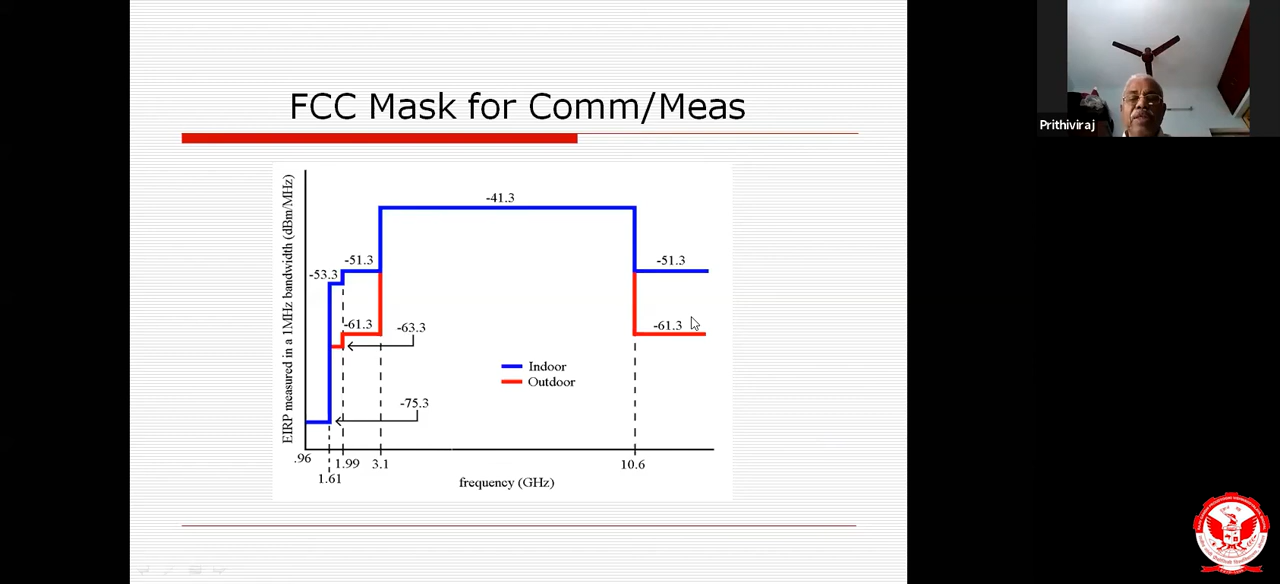 FCC Mask for Comm/Meas
Prithiviraj
EIRP measured in a 1MHz bandwidth (dBm/MHz)
-41.3
-51.3
-51.3
-53.3
-61.3
-63.3
-61.3
Indoor
Outdoor
-75.3
.96
1.99
3.1
10.6
1.61
frequency (GHz)